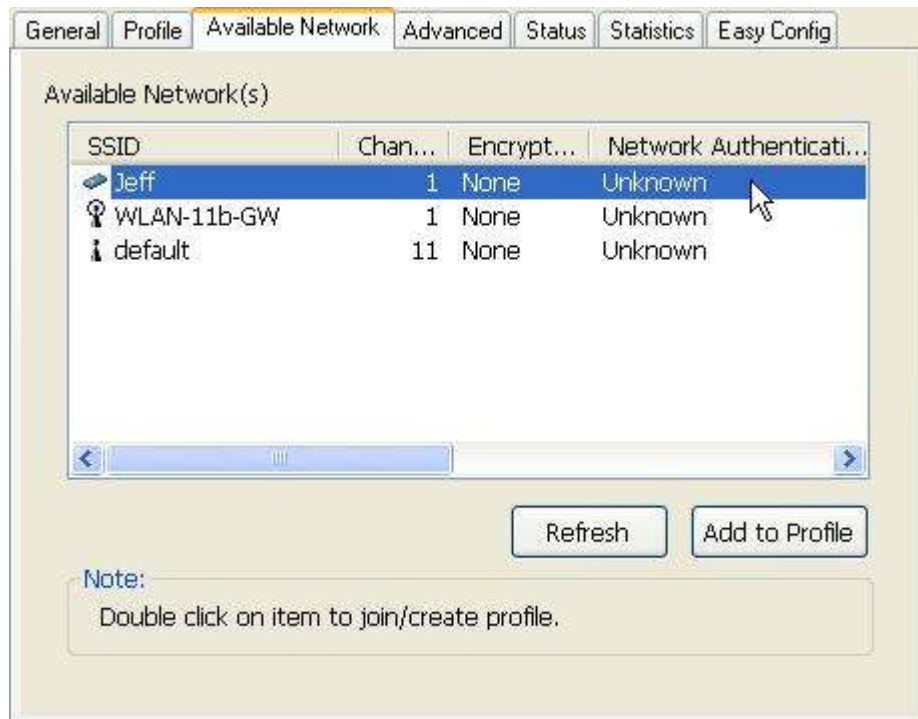 General Profile Available Network Advanced Status Statistics Easy Config
Available Network(s)
SSID Chan... Encrypt... Network Authenticati...
Jeff 1 None Unknown
WLAN-11b-GW 1 None Unknown
default 11 None Unknown
Refresh Add to Profile
Note:
Double click on item to join/create profile.